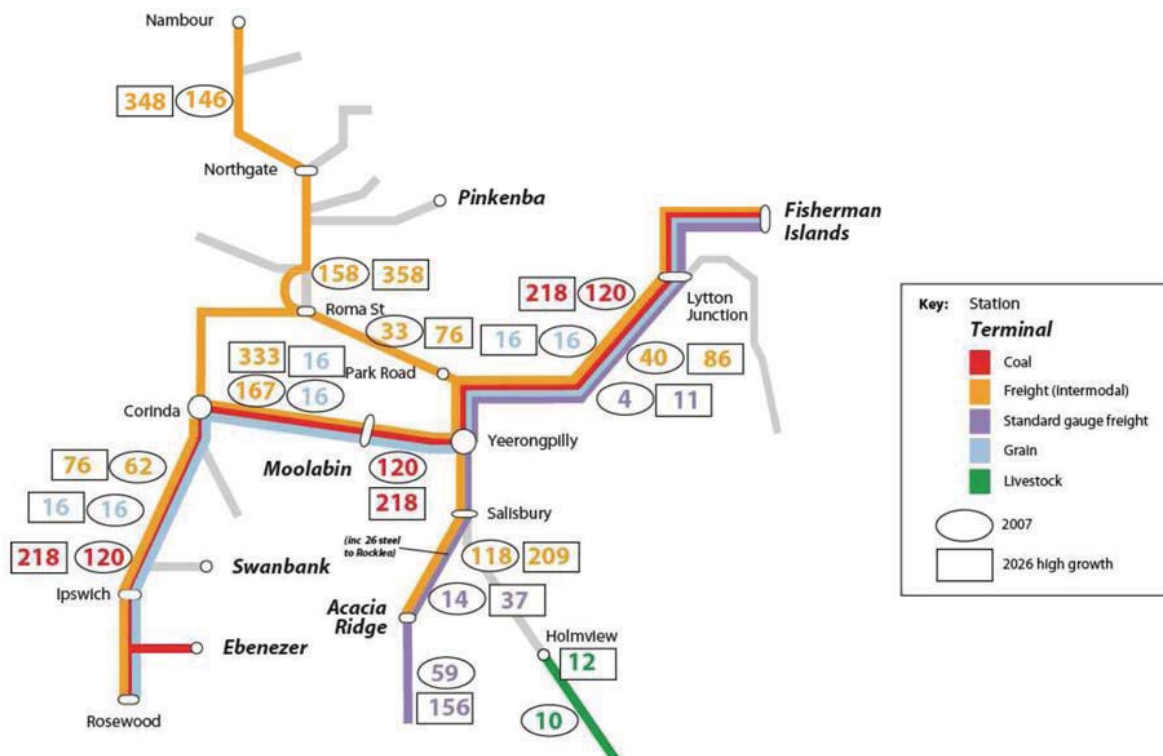 Nambour
348 146
Northgate
Pinkenba
Fisherman
Islands
158 358
218 120
Lytton
Junction
Roma St
33 76
16 16
333 16
Park Road
40 86
167 16
4 11
Corinda
Yeerongpilly
Moolabin
76 62
120
16 16
218
Salisbury
(inc 26 steel
to Rocklea)
118 209
218 120
Swanbank
Ipswich
14 37
Acacia
Ridge
Holmview
12
Ebenezer
59
156
10
Rosewood
Key: Station
Terminal
Coal
Freight (intermodal)
Standard gauge freight
Grain
Livestock
2007
2026 high growth